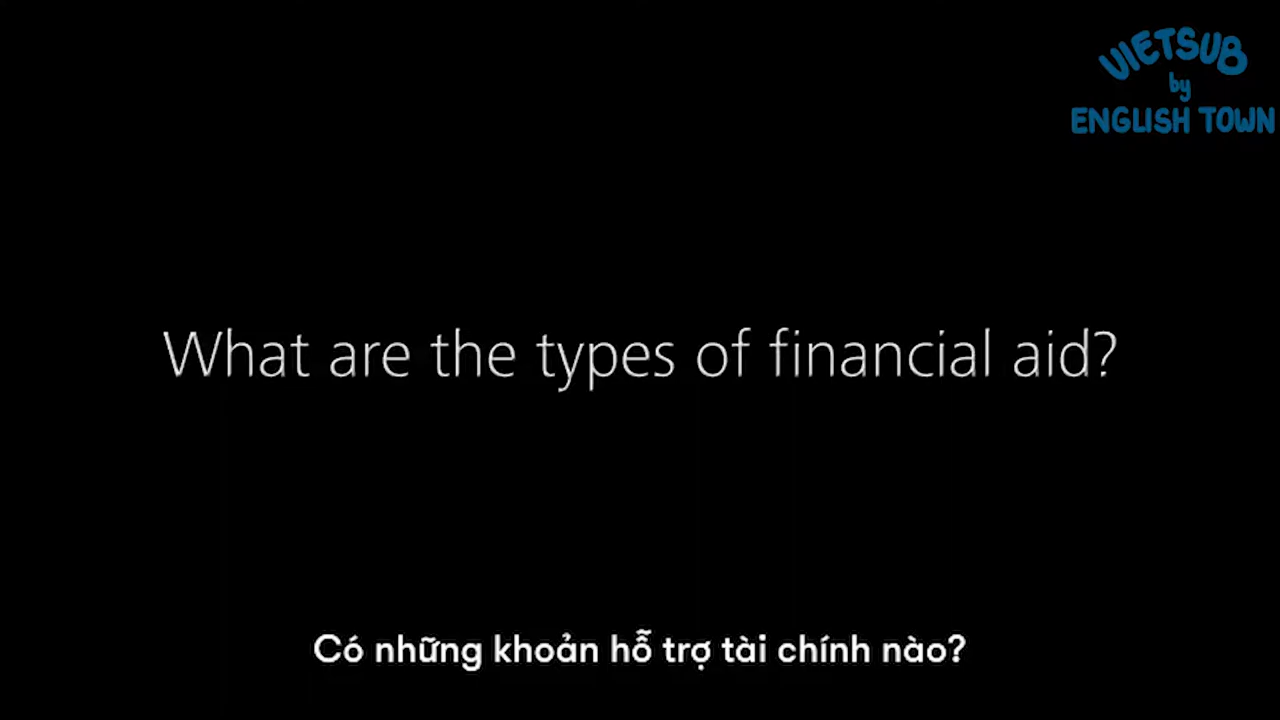 VIETSUB
by
ENGLISH TOWN
What are the types of financial aid?
Có những khoản hỗ trợ tài chính nào?